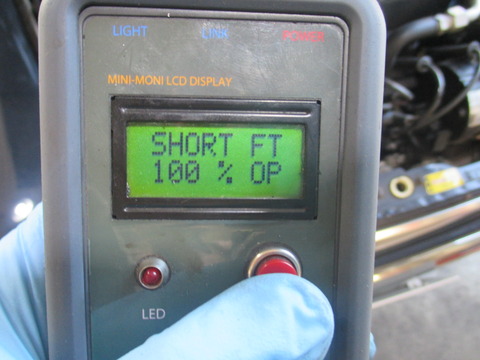 LIGHT LINK POWER
MINI-MONI LCD DISPLAY
SHORT FT
100 % OP
LED